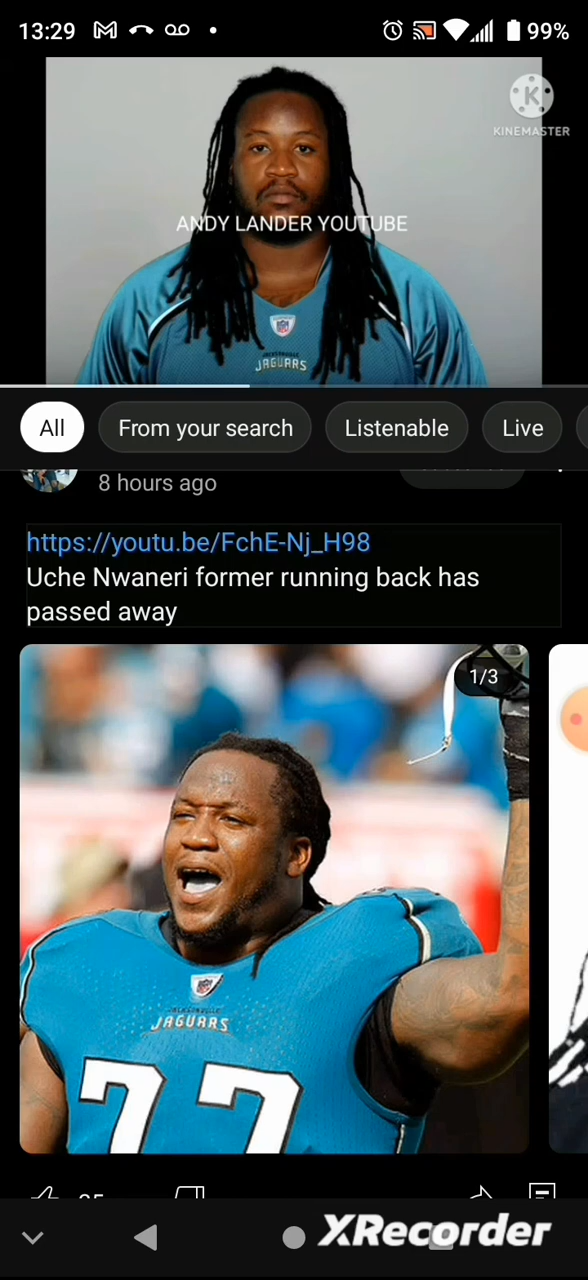 13:29
99%
KINEMASTER
ANDY LANDER YOUTUBE
JAGUARS
All
From your search
Listenable
Live
8 hours ago
https://youtu.be/FchE-Nj_H98
Uche Nwaneri former running back has
passed away
1/3
JAGUARS
77
XRecorder